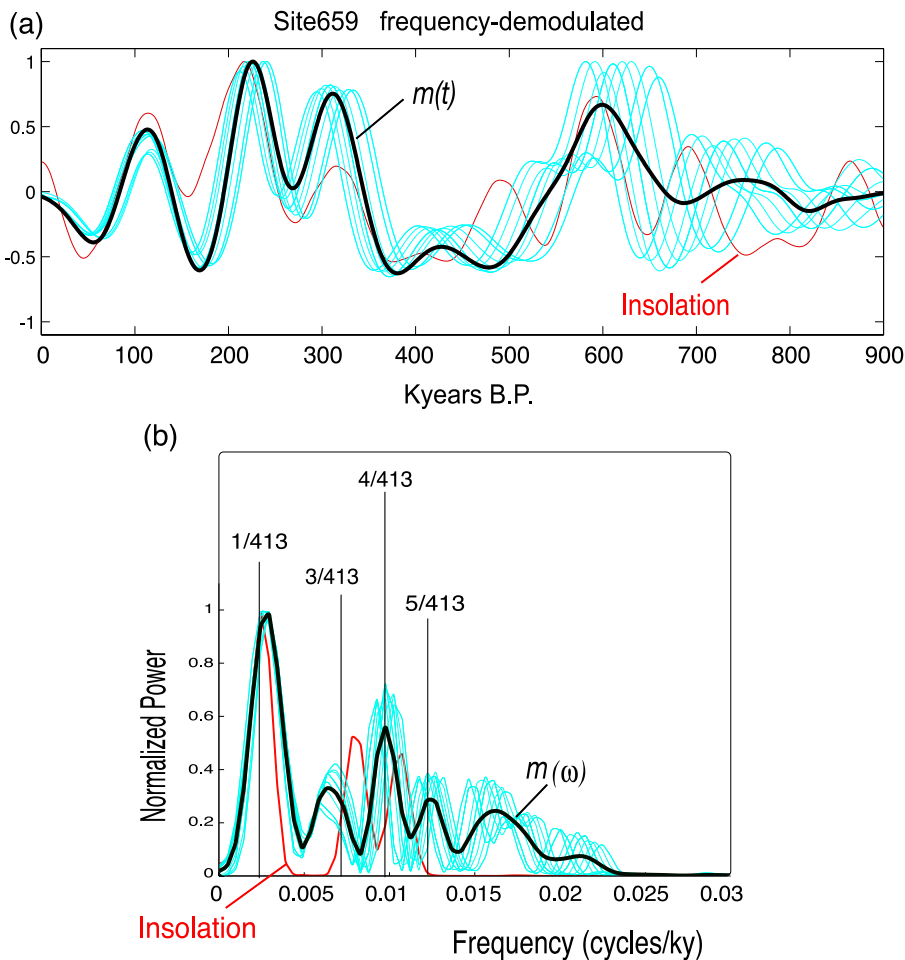 (a)
Site659 frequency-demodulated
1
0.5
0
-0.5
-1
m(t)
Insolation
0 100 200 300 400 500 600 700 800 900
Kyears B.P.
(b)
4/413
1/413
3/413
5/413
1
0.8
0.6
0.4
0.2
0
Normalized Power
m(ω)
0 0.005 0.01 0.015 0.02 0.025 0.03
Insolation
Frequency (cycles/ky)